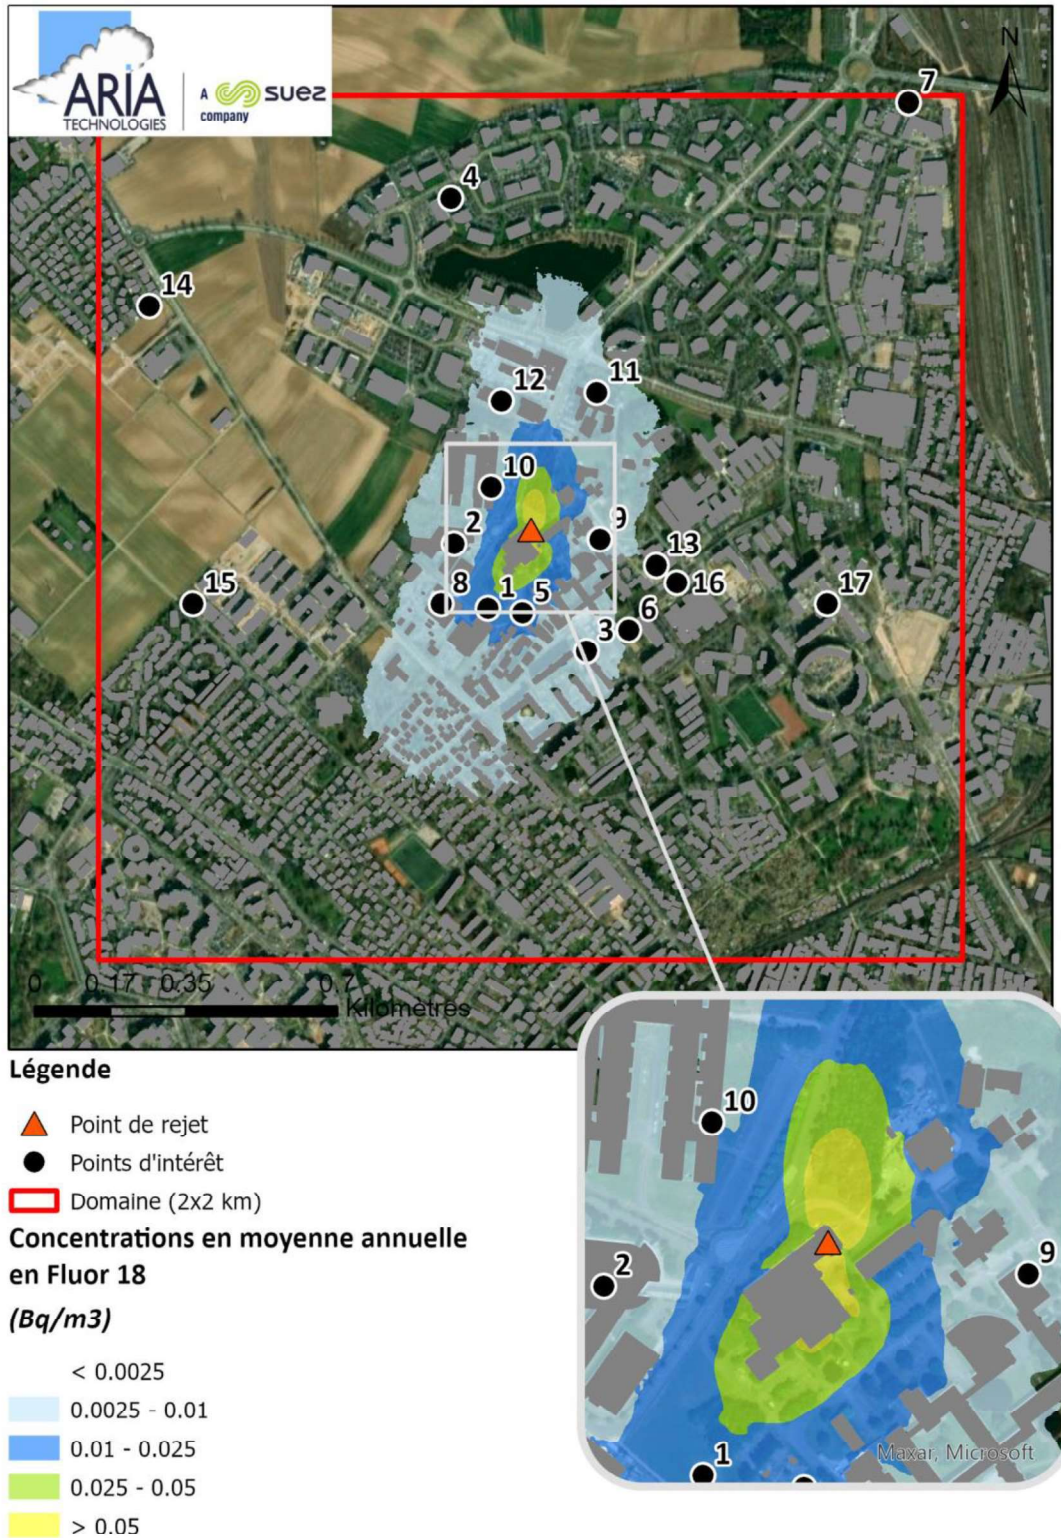 ARIA
TECHNOLOGIES
A
company
suez
N
7
4
14
12
11
10
2
9
13
15
8
1
5
16
17
6
3
0
0.17
0.35
0.7
Kilomètres
Légende
Point de rejet
Points d'intérêt
Domaine (2x2 km)
Concentrations en moyenne annuelle
en Fluor 18
(Bq/m3)
< 0.0025
0.0025 - 0.01
0.01 - 0.025
0.025 - 0.05
> 0.05
10
2
9
1
Maxar, Microsoft